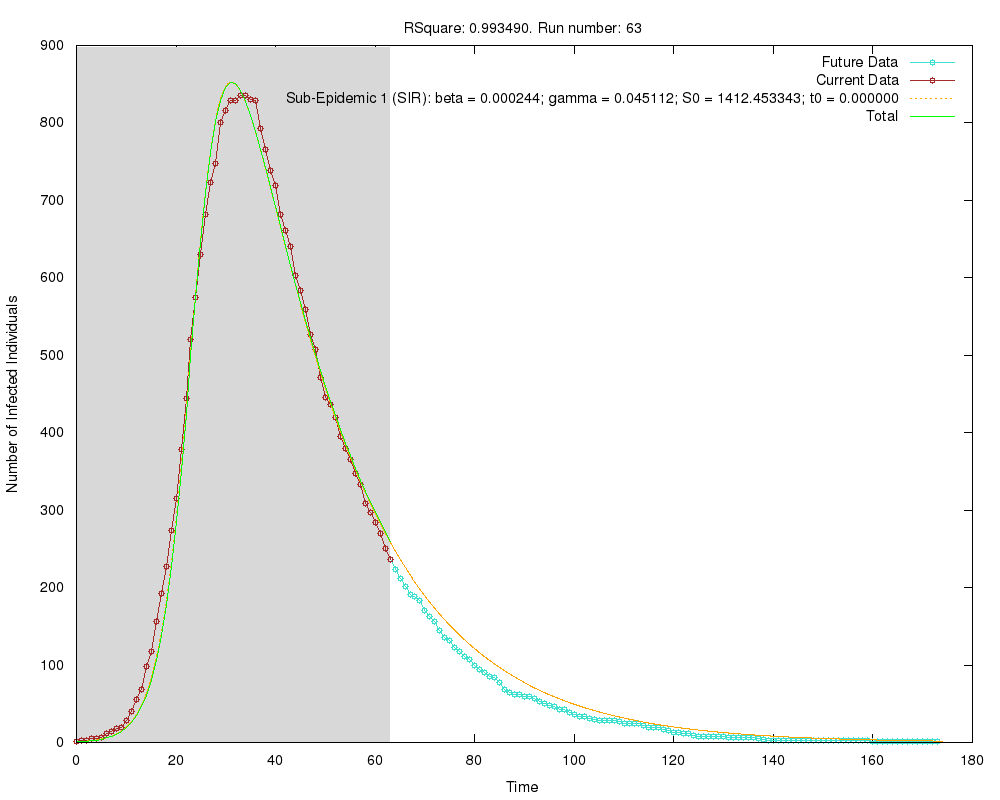 RSquare: 0.993490. Run number: 63
900
800
700
600
500
400
300
200
100
0
Number of Infected Individuals
Future Data
Current Data
Sub-Epidemic 1 (SIR): beta = 0.000244; gamma = 0.045112; S0 = 1412.453343; t0 = 0.000000
Total
0 20 40 60 80 100 120 140 160 180
Time